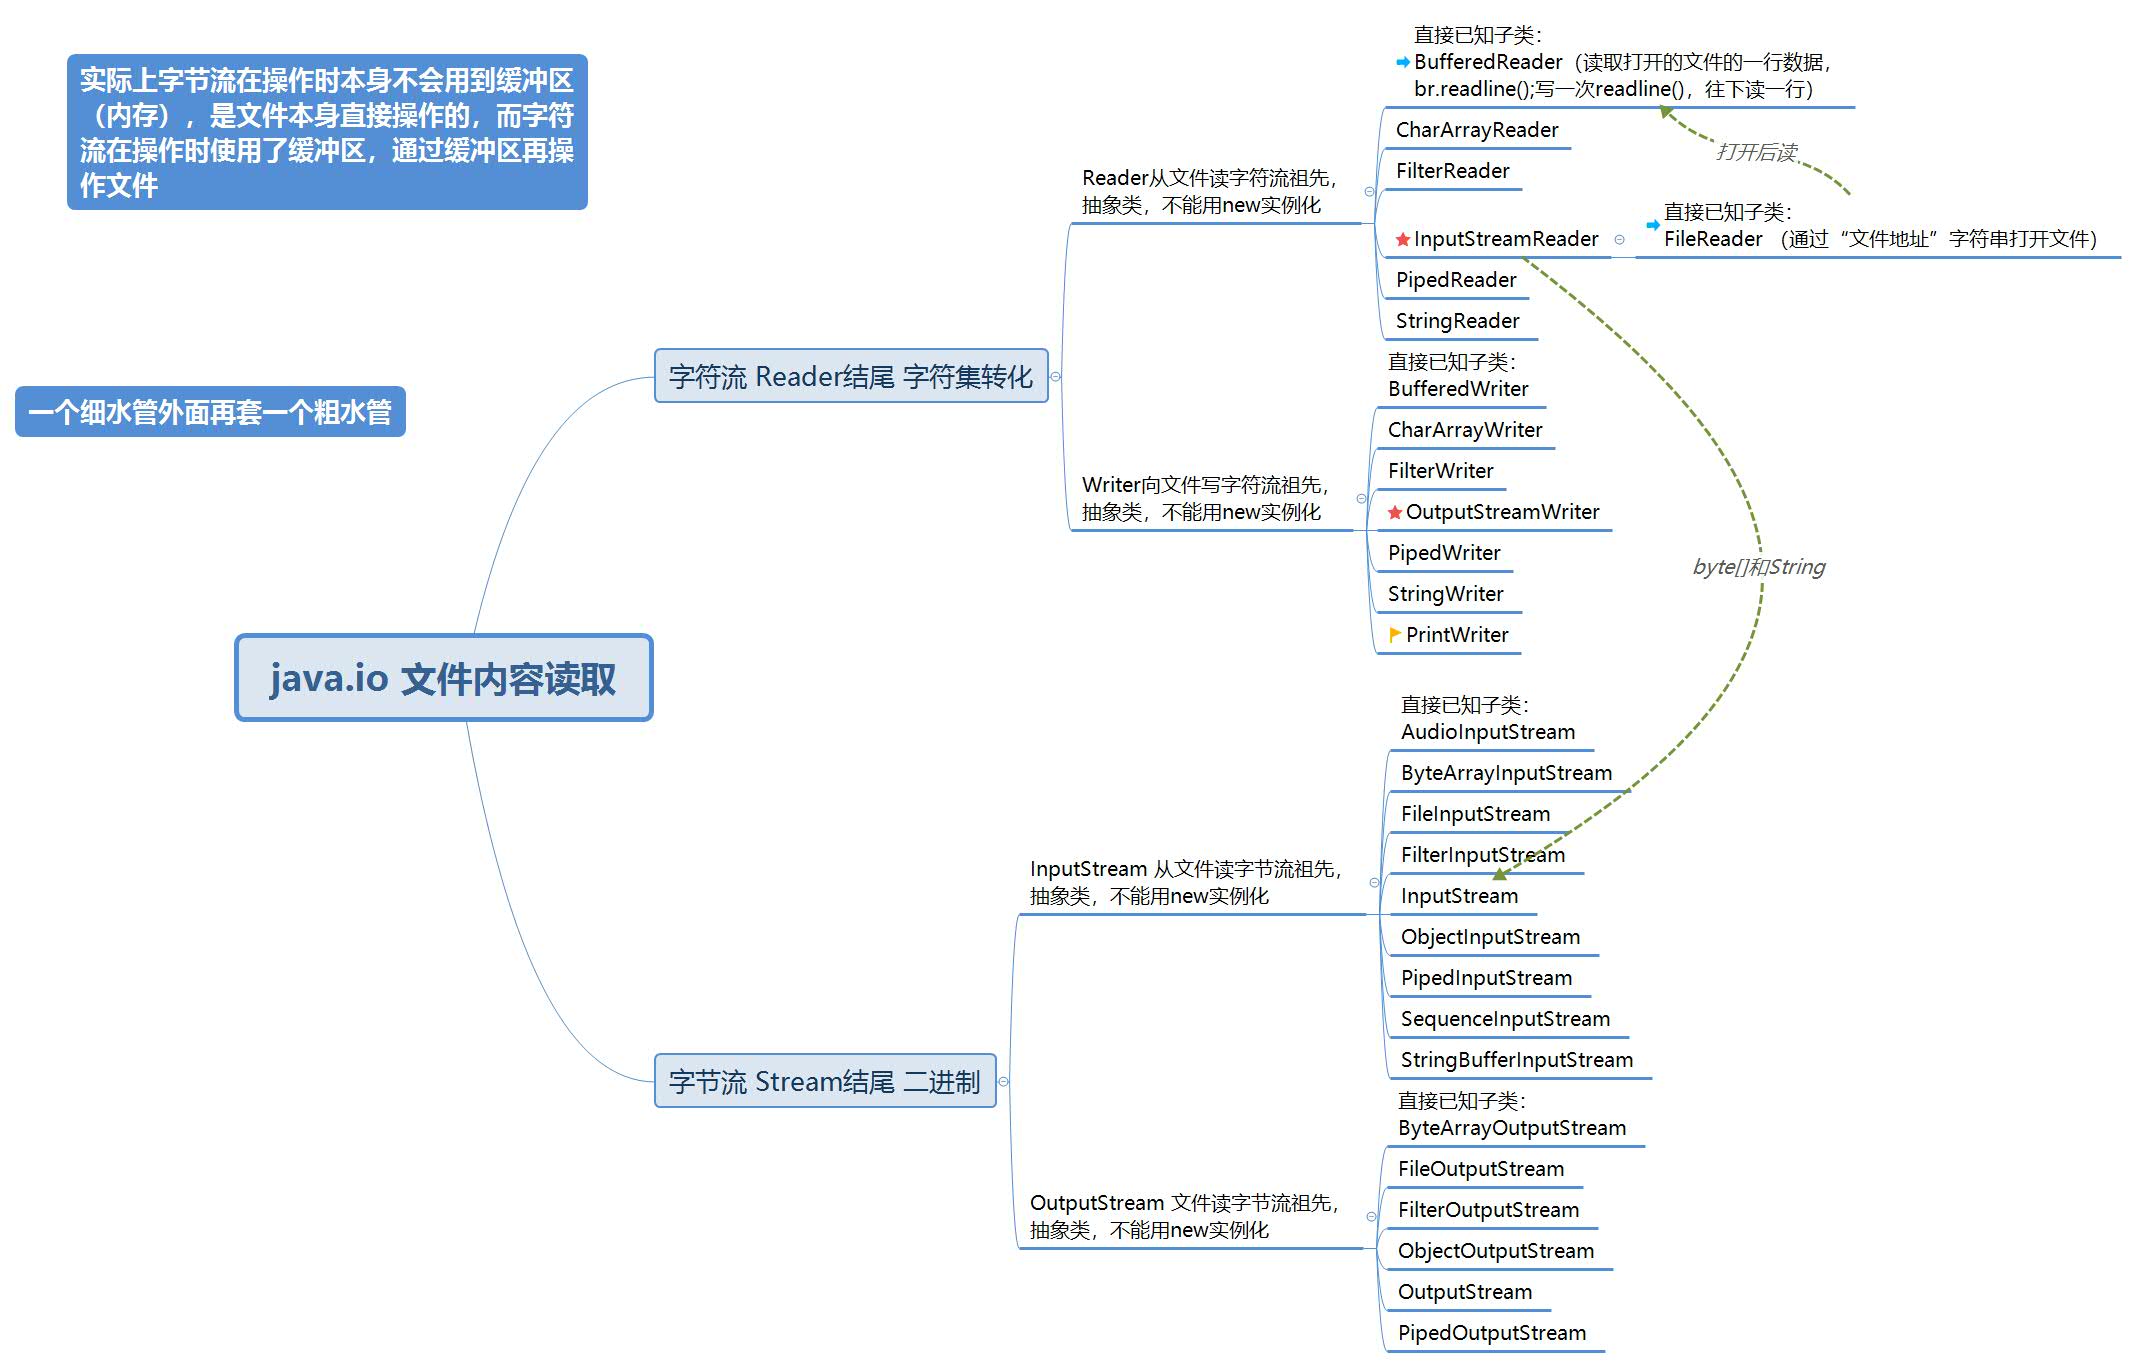 实际上字节流在操作时本身不会用到缓冲区
（内存），是文件本身直接操作的，而字符
流在操作时使用了缓冲区，通过缓冲区再操
作文件
一个细水管外面再套一个粗水管
java.io 文件内容读取
字符流 Reader结尾 字符集转化
Reader从文件读字符流祖先，
抽象类，不能用new实例化
直接已知子类：
BufferedReader（读取打开的文件的一行数据，
br.readline();写一次readline()，往下读一行）
CharArrayReader
FilterReader
InputStreamReader
直接已知子类：
FileReader （通过“文件地址”字符串打开文件）
打开后读
PipedReader
StringReader
Writer向文件写字符流祖先，
抽象类，不能用new实例化
直接已知子类：
BufferedWriter
CharArrayWriter
FilterWriter
OutputStreamWriter
PipedWriter
StringWriter
PrintWriter
byte[]和String
字节流 Stream结尾 二进制
InputStream 从文件读字节流祖先，
抽象类，不能用new实例化
直接已知子类：
AudioInputStream
ByteArrayInputStream
FileInputStream
FilterInputStream
InputStream
ObjectInputStream
PipedInputStream
SequenceInputStream
StringBufferInputStream
OutputStream 文件读字节流祖先，
抽象类，不能用new实例化
直接已知子类：
ByteArrayOutputStream
FileOutputStream
FilterOutputStream
ObjectOutputStream
OutputStream
PipedOutputStream